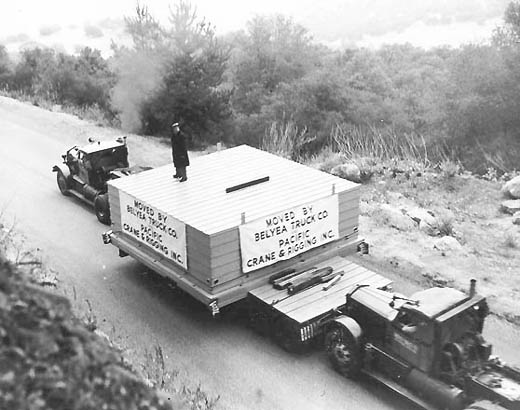 MOVED BY
BELYEA TRUCK CO.
PACIFIC
CRANE & RIGGING INC.
MOVED BY
BELYEA TRUCK CO.
PACIFIC
CRANE & RIGGING INC.